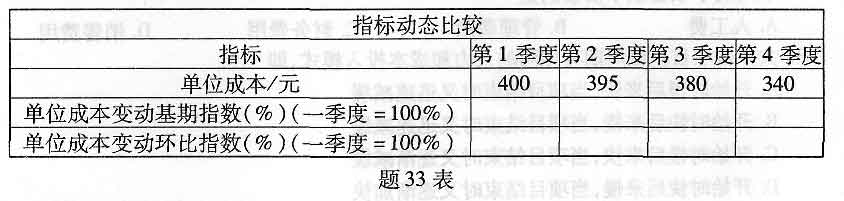 指标动态比较
指标 第1季度 第2季度 第3季度 第4季度
单位成本/元 400 395 380 340
单位成本变动基期指数(%)(一季度=100%)
单位成本变动环比指数(%)(一季度=100%)
题33表